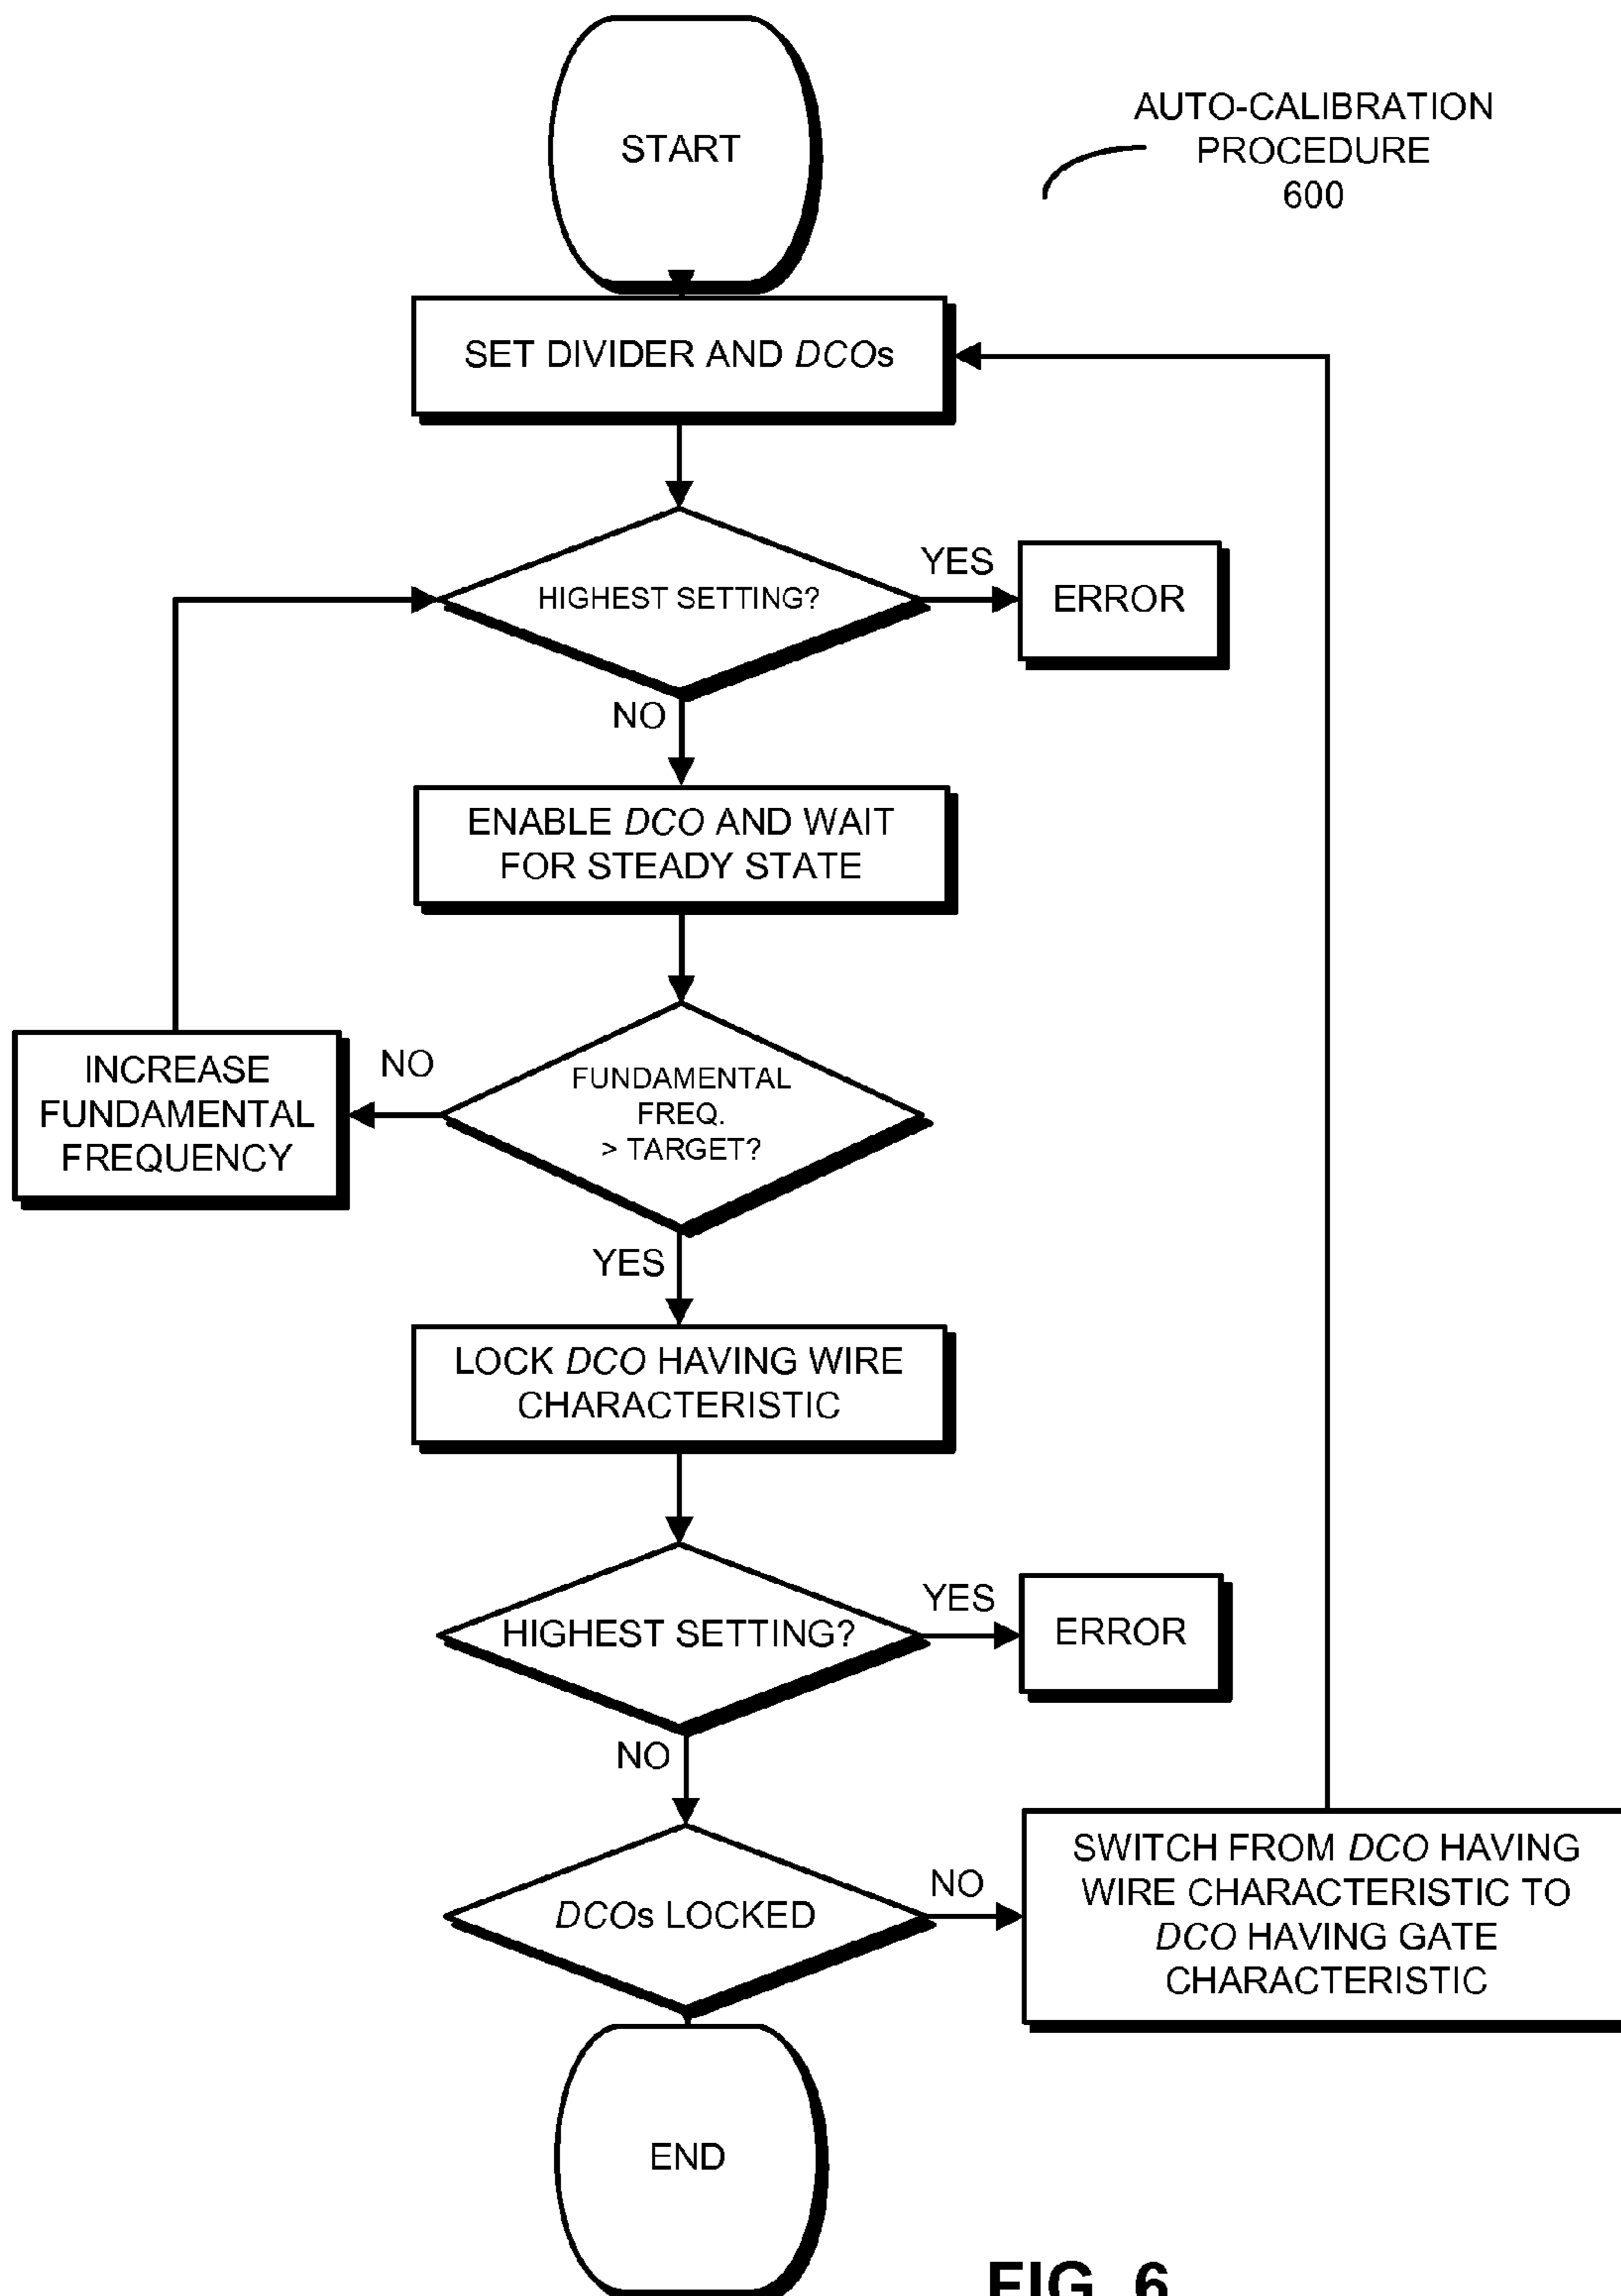 START
AUTO-CALIBRATION
PROCEDURE
600
SET DIVIDER AND DCOs
HIGHEST SETTING?
YES
ERROR
NO
ENABLE DCO AND WAIT
FOR STEADY STATE
INCREASE
FUNDAMENTAL
FREQUENCY
NO
FUNDAMENTAL
FREQ.
> TARGET?
YES
LOCK DCO HAVING WIRE
CHARACTERISTIC
HIGHEST SETTING?
YES
ERROR
NO
DCOs LOCKED
NO
SWITCH FROM DCO HAVING
WIRE CHARACTERISTIC TO
DCO HAVING GATE
CHARACTERISTIC
END
FIG. 6